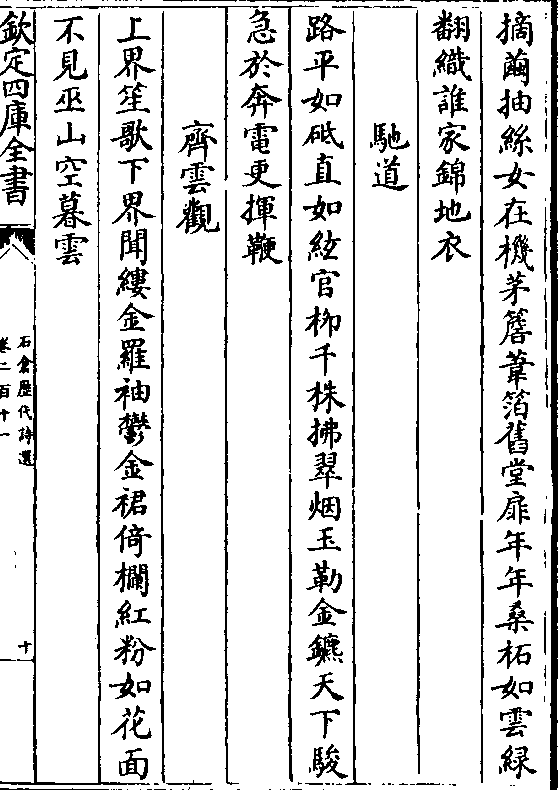 摘繭抽絲女在機茅簷葦箔舊堂扉年年桑柘如雲緑
翻織誰家錦地衣
馳道
路平如砥直如絃官桞千株拂翠烟玉勒金鑣天下駿
急於奔電更揮鞭
齊雲觀
上界笙歌下界聞縷金羅袖鬱金裙倚欄紅粉如花面
不見巫山空暮雲
欽定四庫全書
石倉歷代詩選
卷二百十一
十